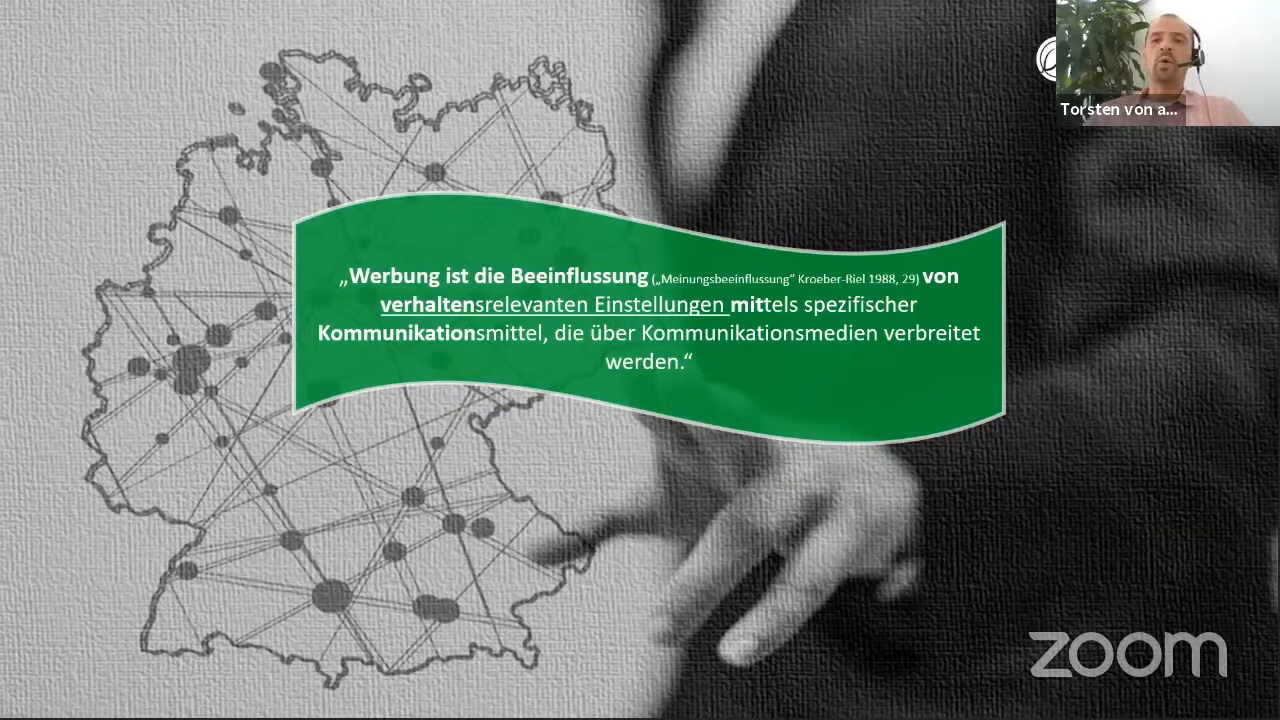 Torsten von a...
„Werbung ist die Beeinflussung („Meinungsbeeinflussung“ Kroeber-Riel 1988, 29) von
verhaltensrelevanten Einstellungen mittels spezifischer
Kommunikationsmittel, die über Kommunikationsmedien verbreitet
werden.“
zoom